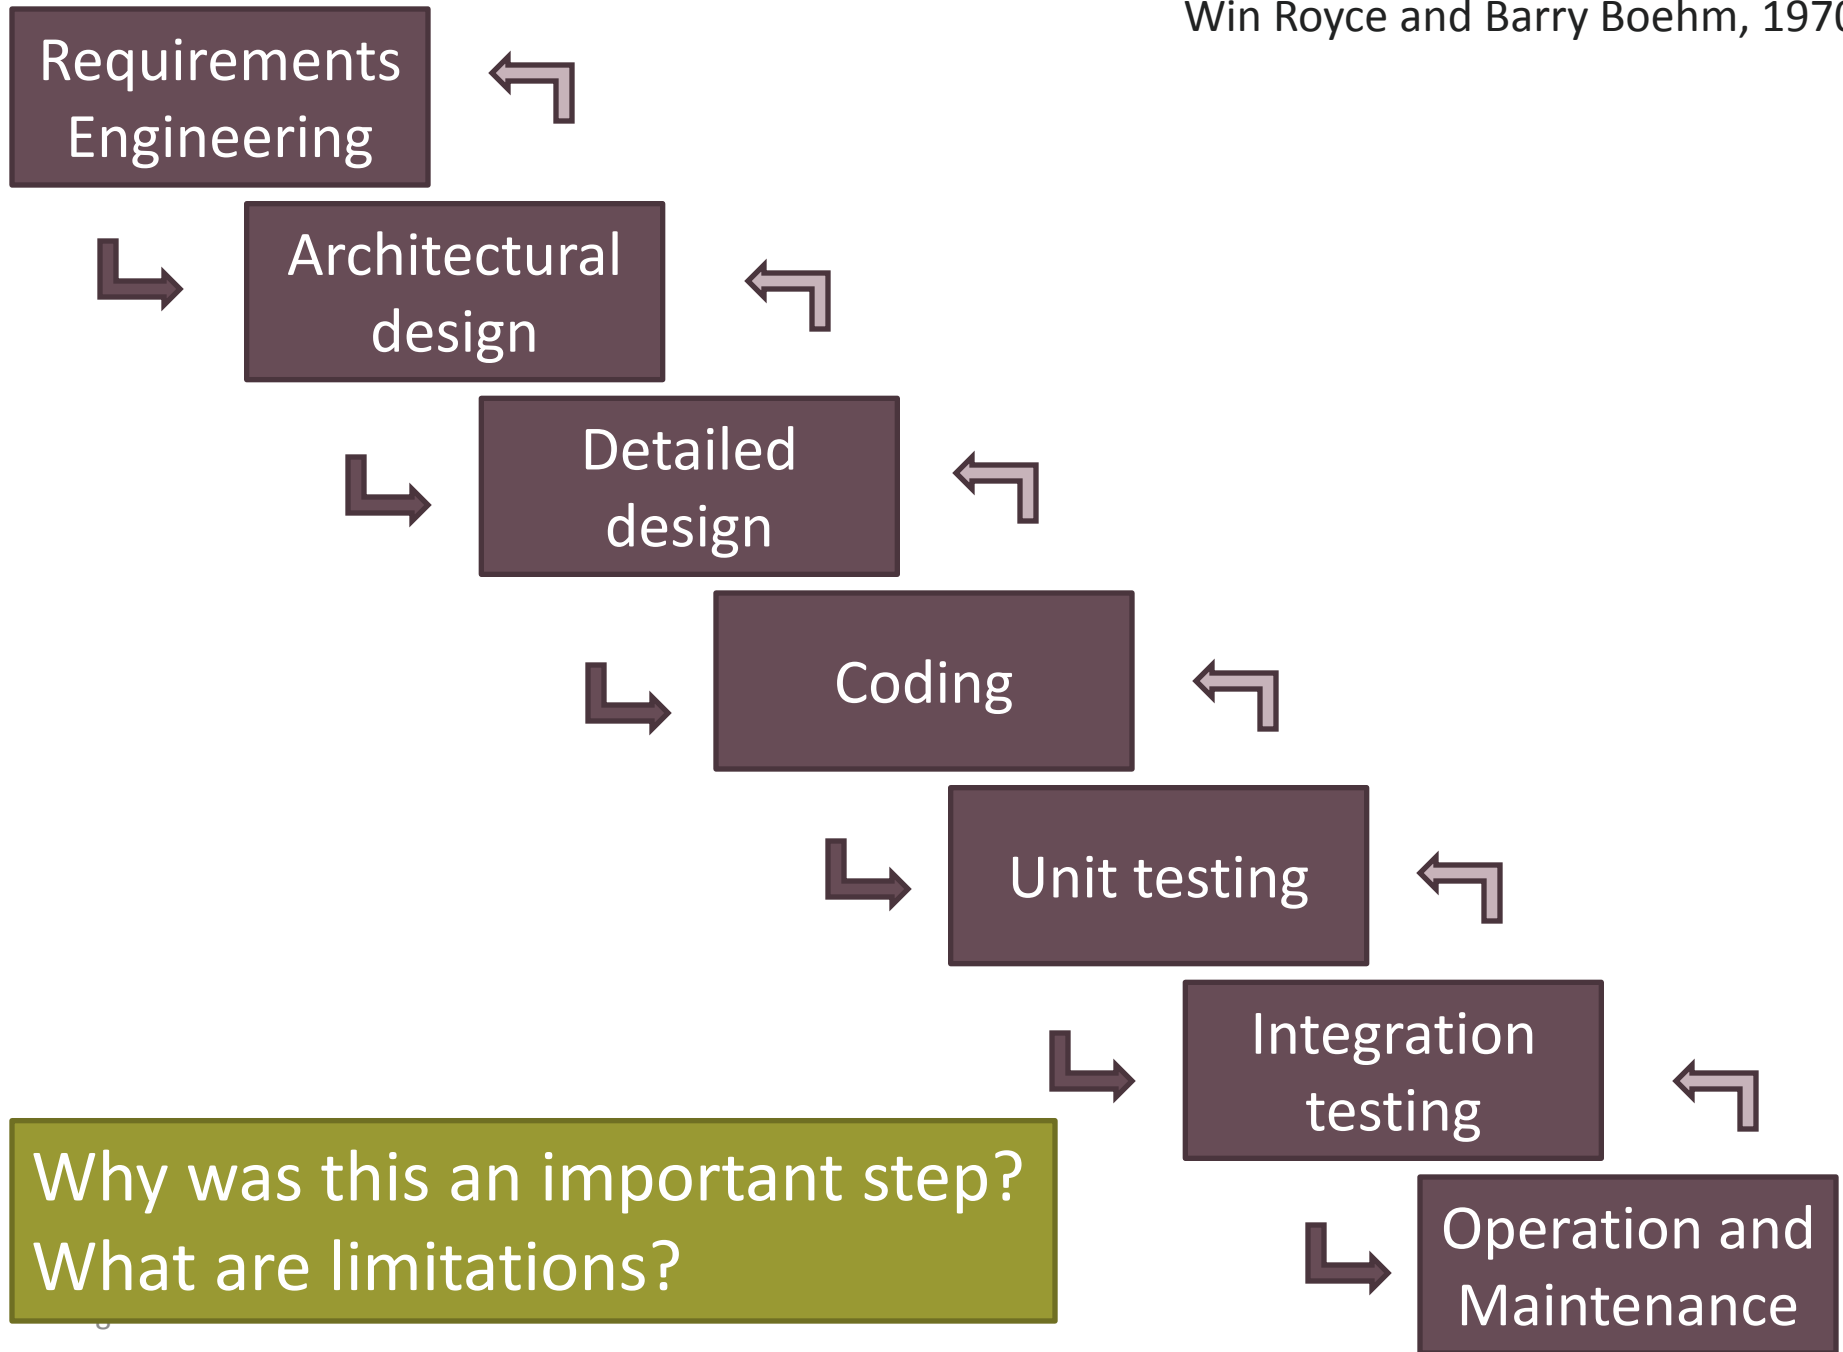 Win Royce and Barry Boehm, 1970
Requirements
Engineering
Architectural
design
Detailed
design
Coding
Unit testing
Integration
testing
Operation and
Maintenance
Why was this an important step?
What are limitations?